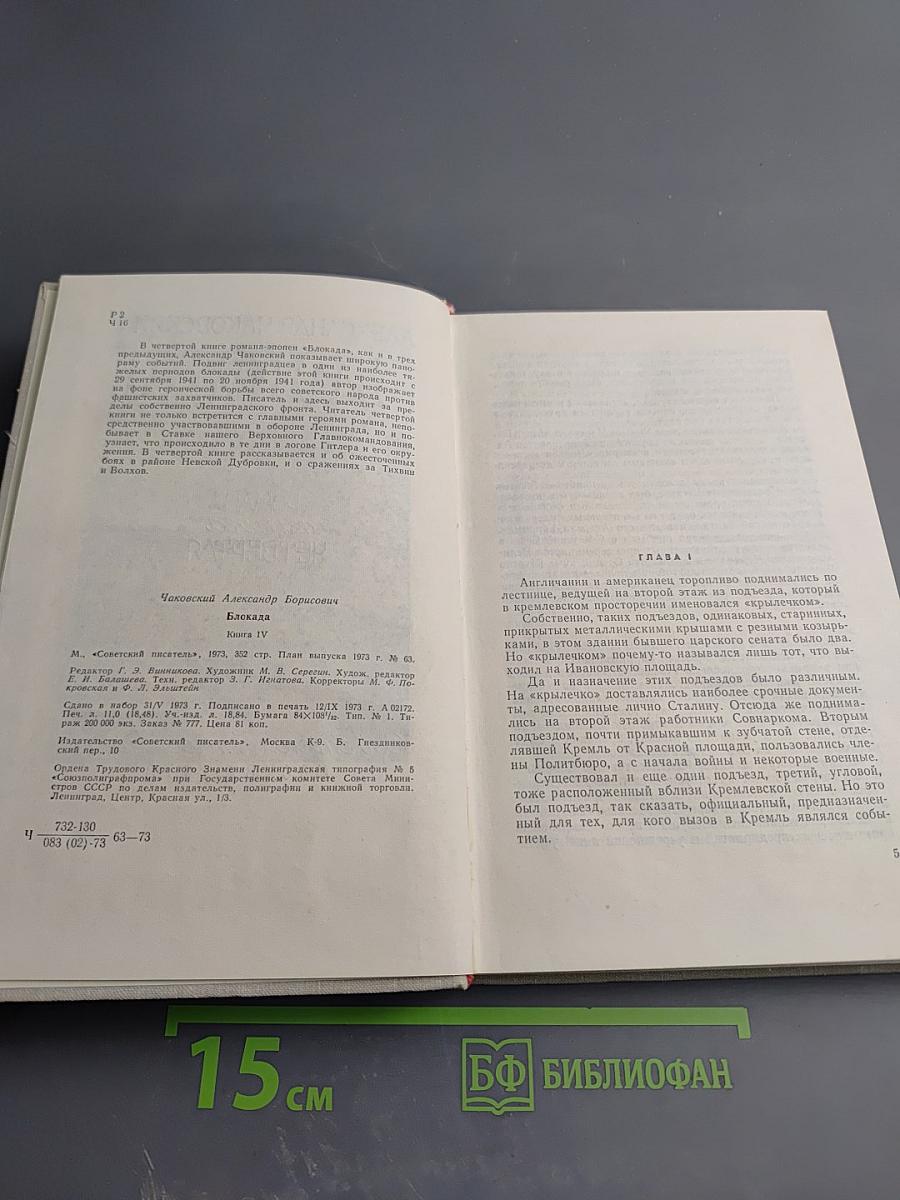 Р 2
Ч 16
В четвертой книге романа-эпопеи «Блокада», как и в трех
предыдущих, Александр Чаковский показывает широкую пано-
раму событий. Подвиг ленинградцев в один из наиболее тя-
желых периодов блокады (действие этой книги происходит с
29 сентября 1941 по 20 ноября 1941 года) автор изображает
на фоне героической борьбы всего советского народа против
фашистских захватчиков. Писатель и здесь выходит за пре-
делы собственно Ленинградского фронта. Читатель четвертой
книги не только встретится с главными героями романа, непо-
средственно участвовавшими в обороне Ленинграда, но и по-
бывает в Ставке нашего Верховного Главнокомандования,
узнает, что происходило в те дни в логове Гитлера и его окру-
жения. В четвертой книге рассказывается и об ожесточенных
боях в районе Невской Дубровки, и о сражениях за Тихвин
и Волхов.
Чаковский Александр Борисович
Блокада
Книга IV
М., «Советский писатель», 1973, 352 стр. План выпуска 1973 г. № 63.
Редактор Г. Э. Винникова. Художник М. В. Серегин. Худож. редактор
Е. И. Балашева. Техн. редактор З. Г. Игнатова. Корректоры М. Ф. По-
кровская и Ф. Л. Эльштейн
Сдано в набор 31/V 1973 г. Подписано в печать 12/IX 1973 г. А 02172.
Печ. л. 11,0 (18,48). Уч.-изд. л. 18,84. Бумага 84×108¹/₃₂. Тип. № 1. Ти-
раж 200 000 экз. Заказ № 777. Цена 81 коп.
Издательство «Советский писатель», Москва К-9. Б. Гнездников-
ский пер., 10
Ордена Трудового Красного Знамени Ленинградская типография № 5
«Союзполиграфпрома» при Государственном комитете Совета Мини-
стров СССР по делам издательств, полиграфии и книжной торговли.
Ленинград, Центр, Красная ул., 1/3.
Ч 732-130 / 083 (02)-73 63—73
ГЛАВА I
Англичанин и американец торопливо поднимались по
лестнице, ведущей на второй этаж из подъезда, который
в кремлевском просторечии именовался «крылечком».
Собственно, таких подъездов, одинаковых, старинных,
прикрытых металлическими крышами с резными козырь-
ками, в этом здании бывшего царского сената было два.
Но «крылечком» почему-то назывался лишь тот, что вы-
ходил на Ивановскую площадь.
Да и назначение этих подъездов было различным.
На «крылечко» доставлялись наиболее срочные докумен-
ты, адресованные лично Сталину. Отсюда же поднима-
лись на второй этаж работники Совнаркома. Вторым
подъездом, почти примыкавшим к зубчатой стене, отде-
лявшей Кремль от Красной площади, пользовались чле-
ны Политбюро, а с начала войны и некоторые военные.
Существовал и еще один подъезд, третий, угловой,
тоже расположенный вблизи Кремлевской стены. Но это
был подъезд, так сказать, официальный, предназначен-
ный для тех, для кого вызов в Кремль являлся собы-
тием.
5
15 см
БФ БИБЛИОФАН